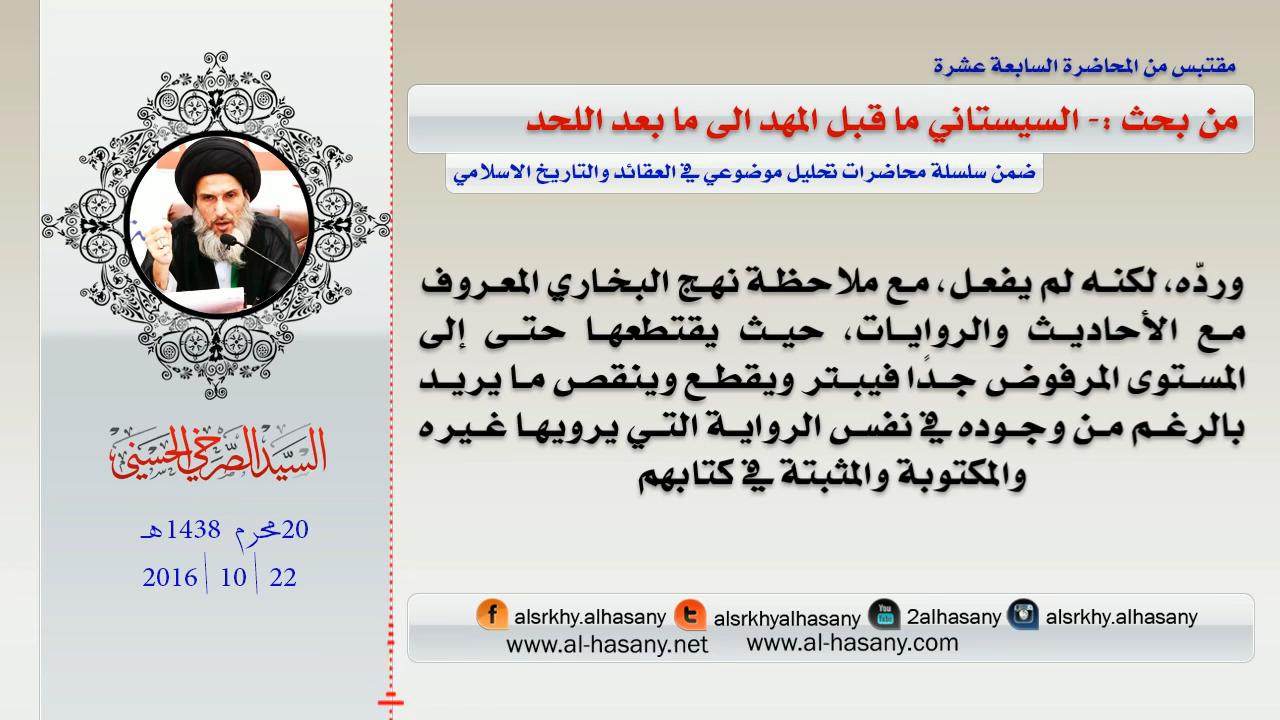 مقتبس من المحاضرة السابعة عشرة
من بحث :- السيستاني ما قبل المهد الى ما بعد اللحد
ضمن سلسلة محاضرات تحليل موضوعي في العقائد والتاريخ الاسلامي
وردّه، لكنه لم يفعل، مع ملاحظة نهج البخاري المعروف
مع الأحاديث والروايات، حيث يقتطعها حتى إلى
المستوى المرفوض جدًا فيبتر ويقطع وينقص ما يريد
بالرغم من وجوده في نفس الرواية التي يرويها غيره
والمكتوبة والمثبتة في كتابهم
السيد الصرخي الحسني
20محرم 1438هـ
22 | 10 | 2016
alsrkhy.alhasany alsrkhyalhasany You Tube 2alhasany alsrkhy.alhasany
www.al-hasany.net www.al-hasany.com